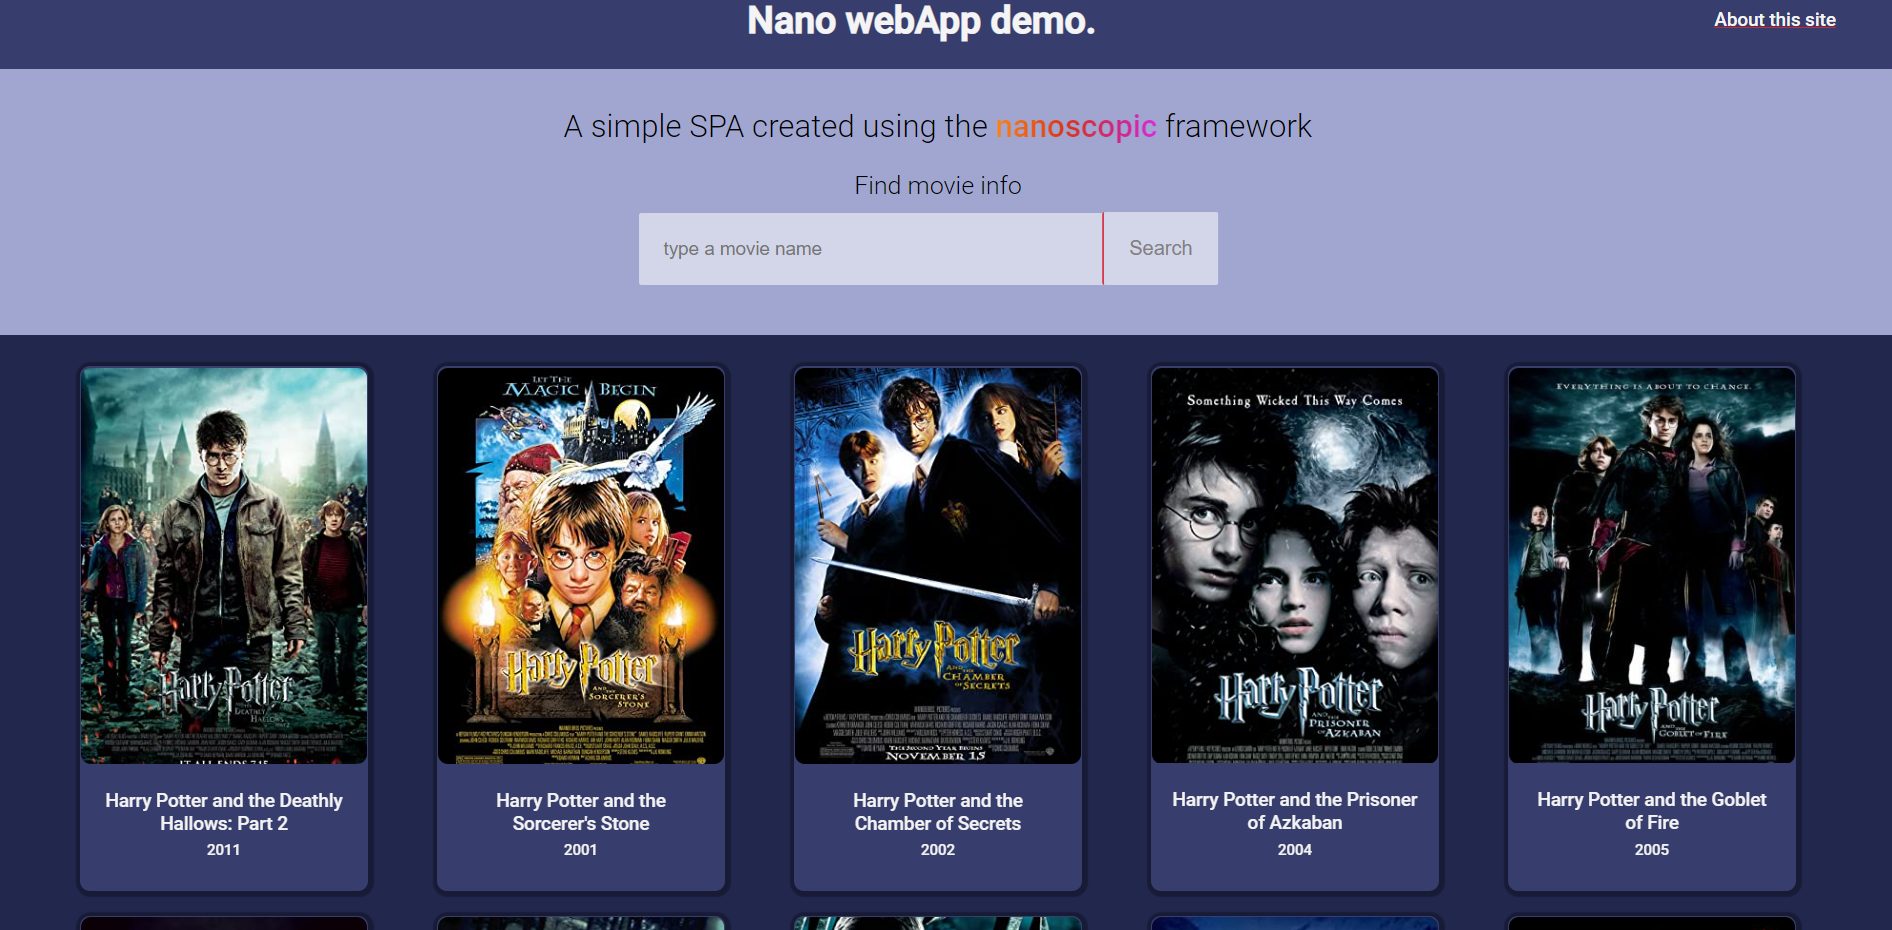 Nano webApp demo.
About this site
A simple SPA created using the nanoscopic framework
Find movie info
type a movie name
Search
LET THE
MAGIC BEGIN
Something Wicked This Way Comes
EVERYTHING IS ABOUT TO CHANGE.
Harry Potter
AND THE
DEATHLY
HALLOWS
IT ALL ENDS 7.15
Harry Potter
AND THE
SORCERER'S
STONE
Harry Potter
AND THE
CHAMBER
OF SECRETS
THE SECOND YEAR BEGINS
NOVEMBER 15
Harry Potter
AND THE
PRISONER
OF AZKABAN
Harry Potter
AND THE
GOBLET OF FIRE
Harry Potter and the Deathly
Hallows: Part 2
2011
Harry Potter and the
Sorcerer's Stone
2001
Harry Potter and the
Chamber of Secrets
2002
Harry Potter and the Prisoner
of Azkaban
2004
Harry Potter and the Goblet
of Fire
2005